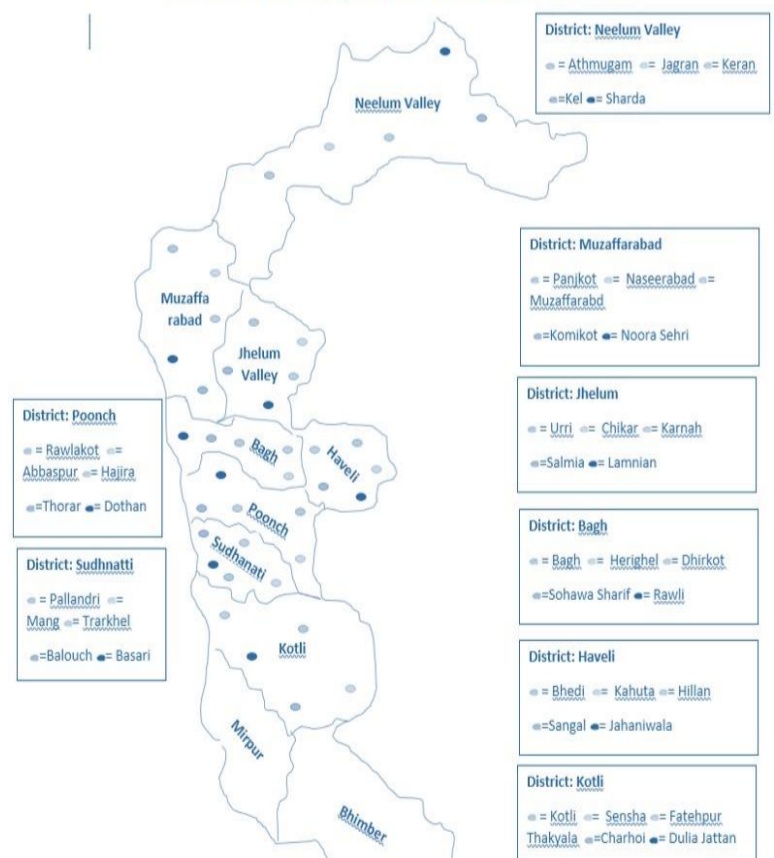 District: Neelum Valley
= Athmugam = Jagran = Keran
=Kel = Sharda
Neelum Valley
District: Muzaffarabad
= Panjkot = Naseerabad =
Muzaffarabd
=Komikot = Noora Sehri
Muzaffa
rabad
Jhelum
Valley
District: Jhelum
= Urri = Chikar = Karnah
=Salmia = Lamnian
District: Poonch
= Rawlakot =
Abbaspur = Hajira
=Thorar = Dothan
Bagh
Haveli
Poonch
District: Bagh
= Bagh = Herighel = Dhirkot
=Sohawa Sharif = Rawli
Sudhanati
District: Sudhnatti
= Pallandri =
Mang = Trarkhel
=Balouch = Basari
Kotli
District: Haveli
= Bhedi = Kahuta = Hillan
=Sangal = Jahaniwala
Mirpur
Bhimber
District: Kotli
= Kotli = Sensha = Fatehpur
Thakyala =Charhoi = Dulia Jattan